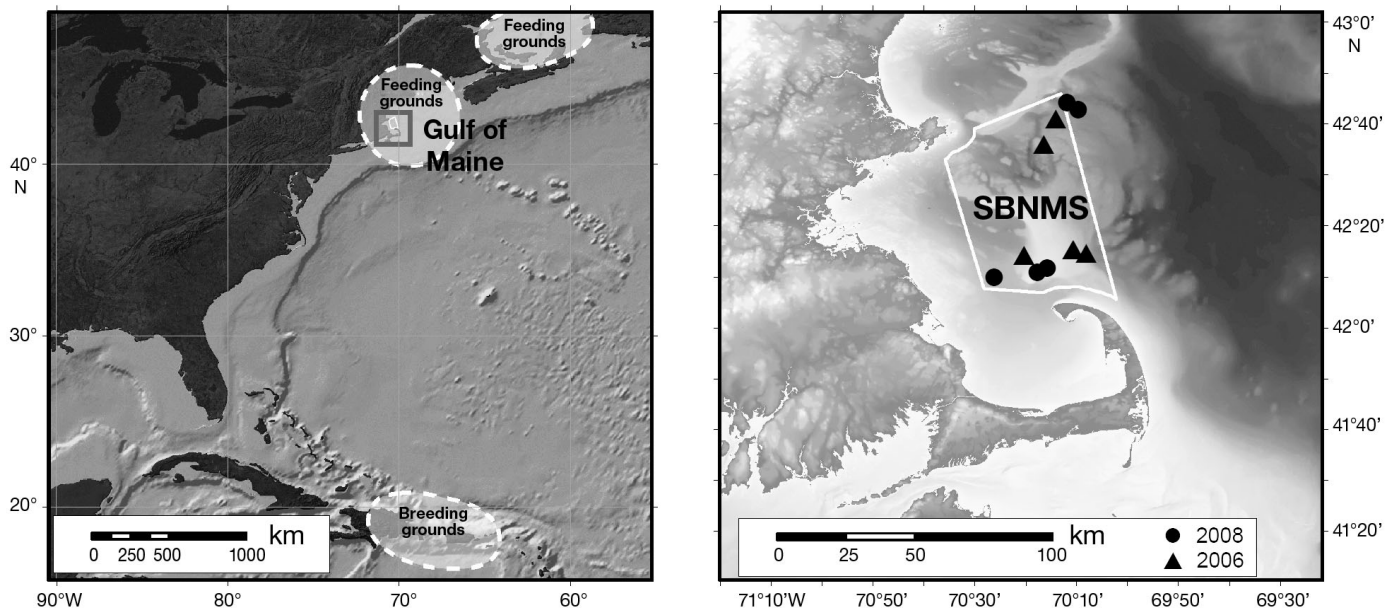 Feeding
grounds
Feeding
grounds
Gulf of
Maine
40°
N
30°
20°
Breeding
grounds
km
0 250 500 1000
90°W 80° 70° 60°
43°0’
N
42°40’
SBNMS
42°20’
42°0’
41°40’
41°20’
km
0 25 50 100
2008
2006
71°10’W 70°50’ 70°30’ 70°10’ 69°50’ 69°30’